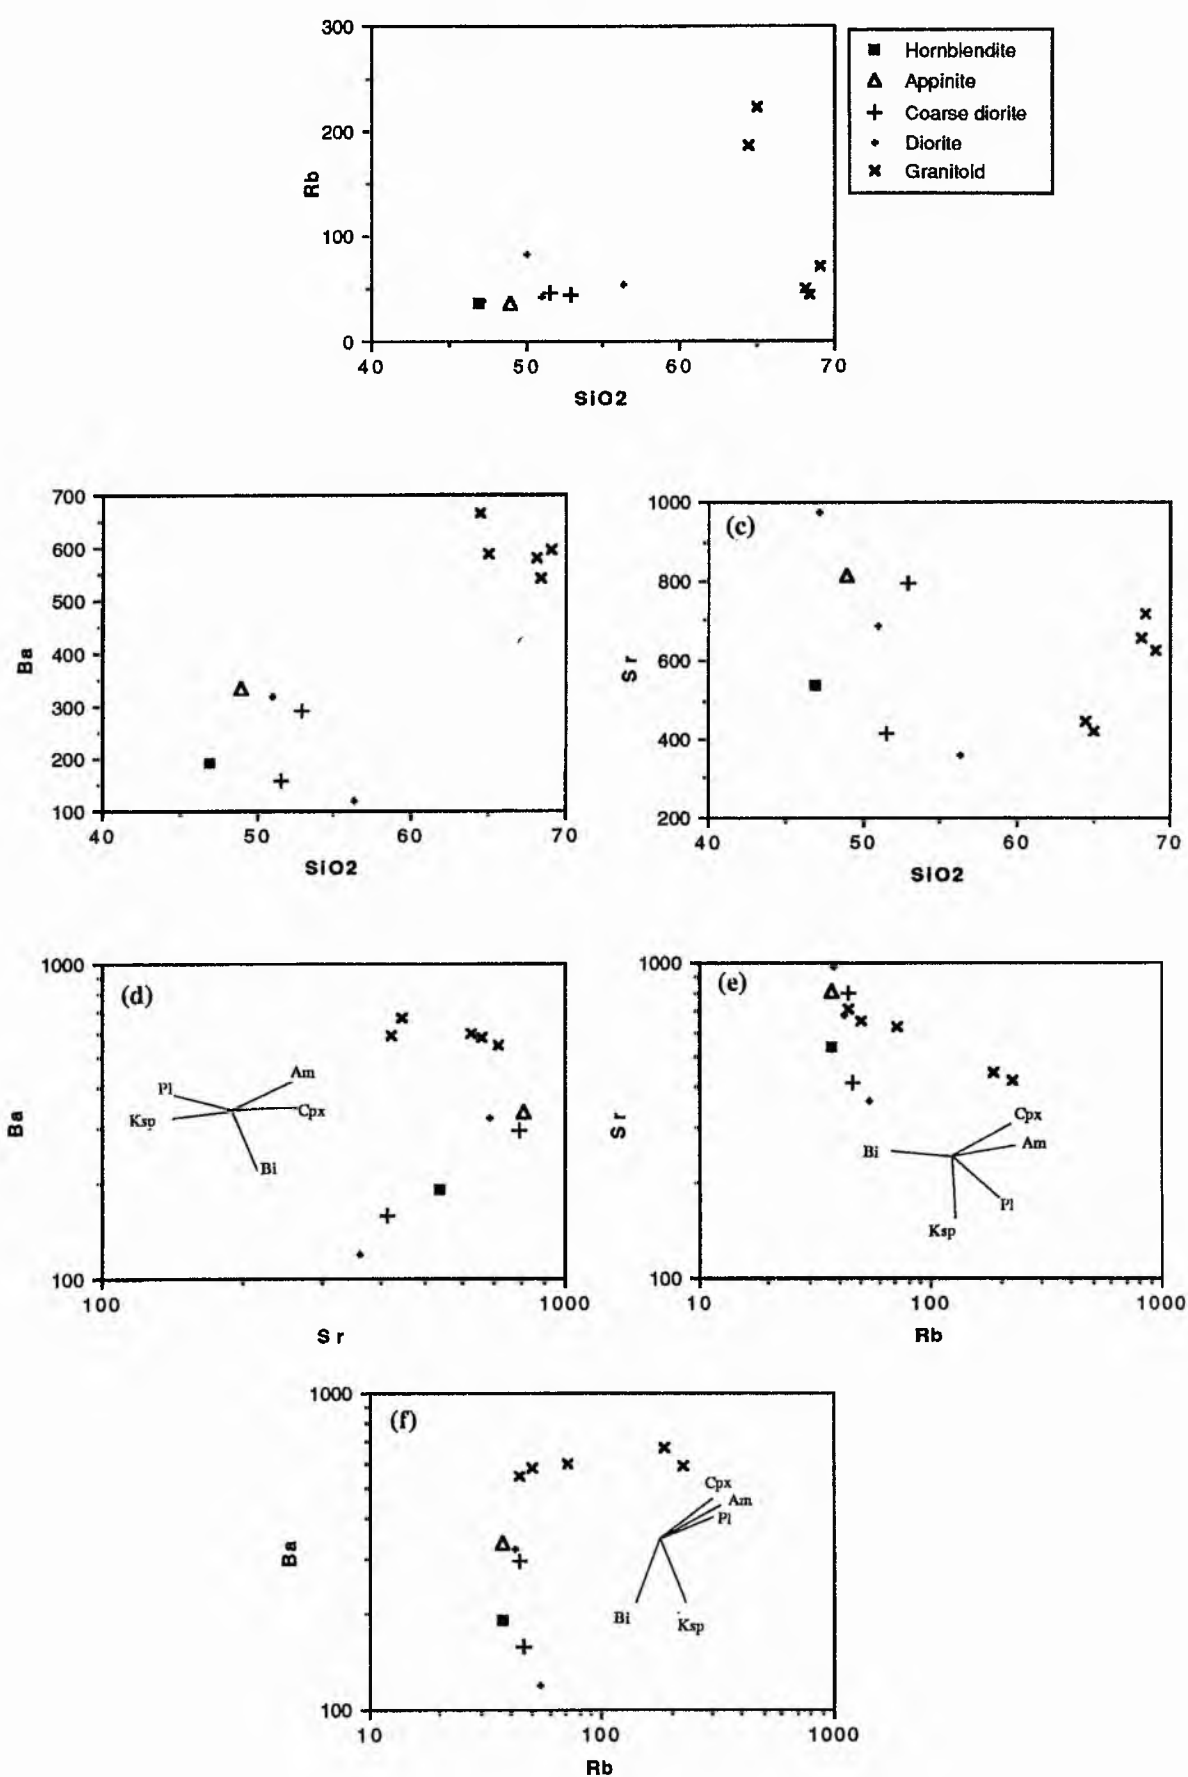 300
200
100
0
Rb
40 50 60 70
SiO2
Hornblendite
Appinite
Coarse diorite
Diorite
Granitoid
700
600
500
400
300
200
100
Ba
40 50 60 70
SiO2
(c)
1000
800
600
400
200
Sr
40 50 60 70
SiO2
(d)
1000
100
Ba
Pl
Ksp
Am
Cpx
Bi
100 1000
Sr
(e)
1000
100
Sr
Cpx
Am
Bi
Pl
Ksp
10 100 1000
Rb
(f)
1000
100
Ba
Cpx
Am
Pl
Bi
Ksp
10 100 1000
Rb